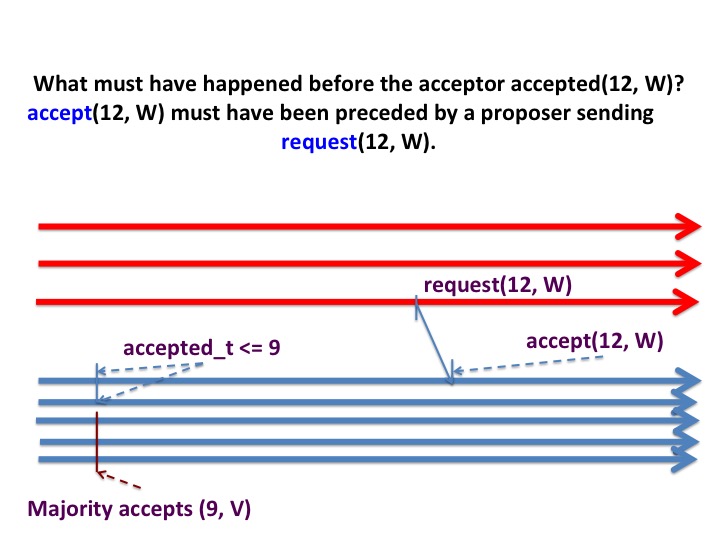 What must have happened before the acceptor accepted(12, W)?
accept(12, W) must have been preceded by a proposer sending
request(12, W).
request(12, W)
accept(12, W)
accepted_t <= 9
Majority accepts (9, V)